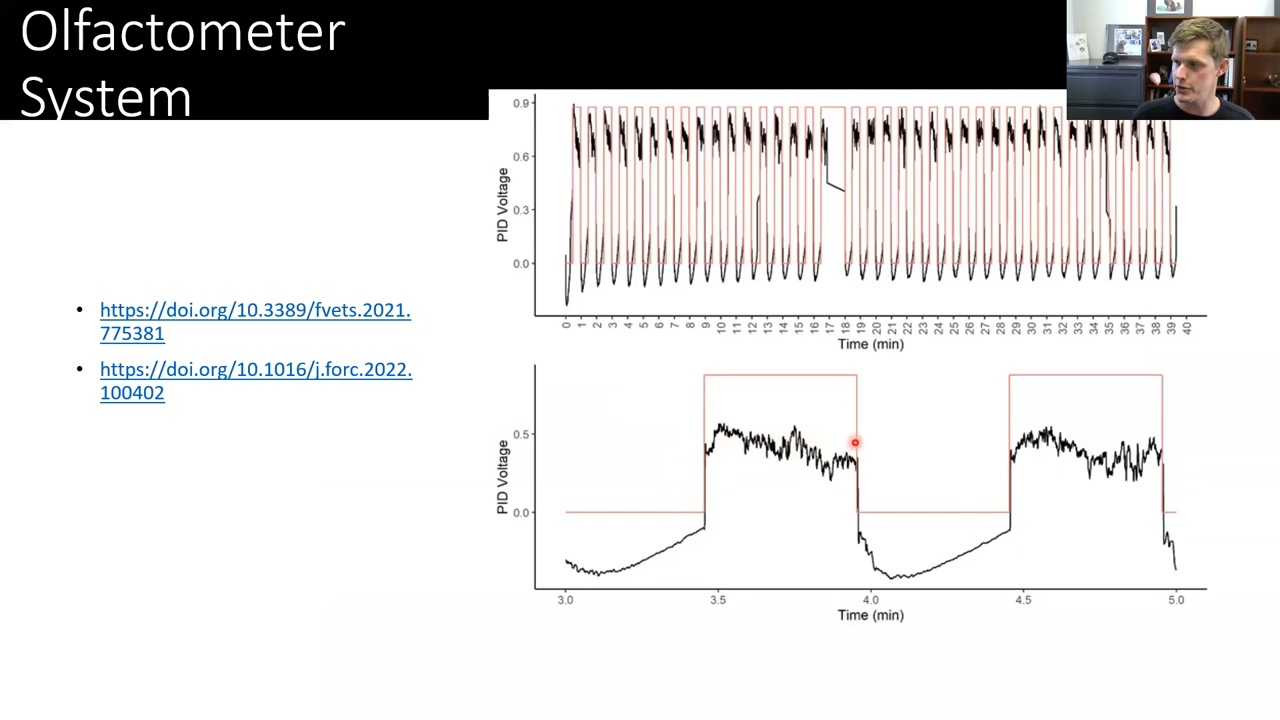 Olfactometer
System
• https://doi.org/10.3389/fvets.2021.
775381
• https://doi.org/10.1016/j.forc.2022.
100402
0.9
0.6
0.3
0.0
PID Voltage
0 1 2 3 4 5 6 7 8 9 10 11 12 13 14 15 16 17 18 19 20 21 22 23 24 25 26 27 28 29 30 31 32 33 34 35 36 37 38 39 40
Time (min)
0.5
0.0
PID Voltage
3.0 3.5 4.0 4.5 5.0
Time (min)